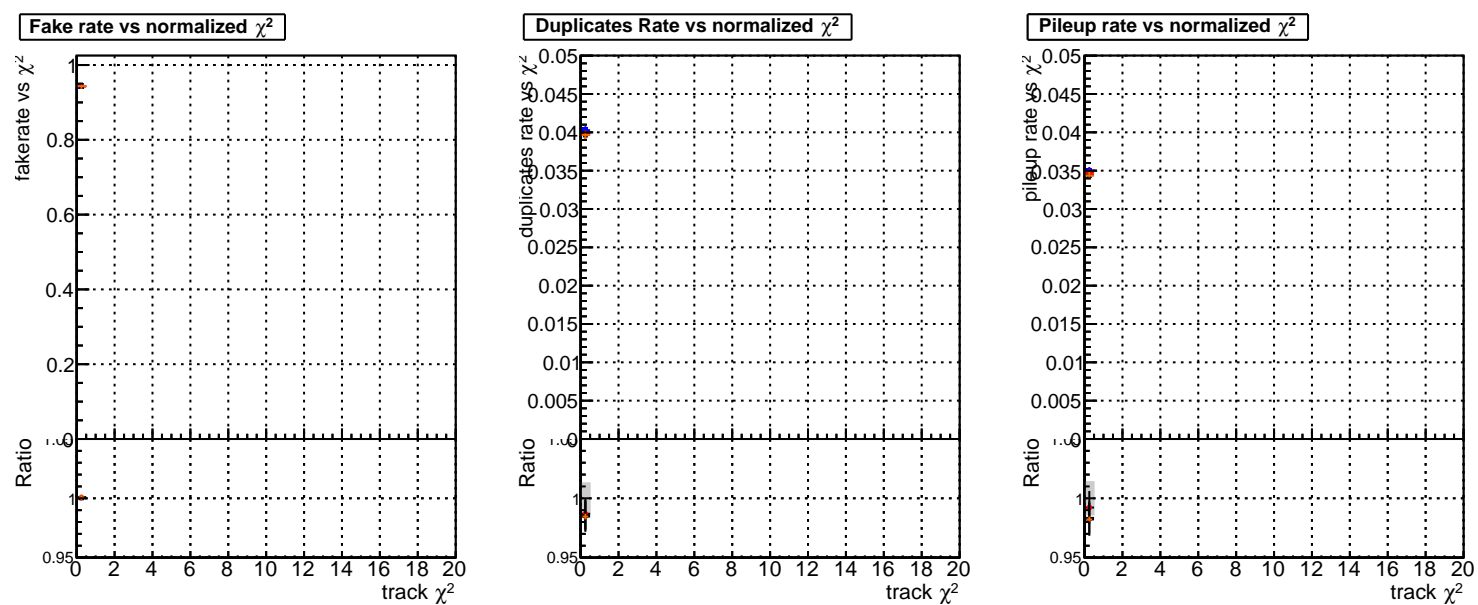 Fake rate vs normalized χ²
Duplicates Rate vs normalized χ²
Pileup rate vs normalized χ²
fakerate vs χ²
1
0.8
0.6
0.4
0.2
0
Ratio
1
0.95
0 2 4 6 8 10 12 14 16 18 20
track χ²
duplicates rate vs χ²
0.05
0.045
0.04
0.035
0.03
0.025
0.02
0.015
0.01
0.005
0
Ratio
1
0.95
0 2 4 6 8 10 12 14 16 18 20
track χ²
pileup rate vs χ²
0.05
0.045
0.04
0.035
0.03
0.025
0.02
0.015
0.01
0.005
0
Ratio
1
0.95
0 2 4 6 8 10 12 14 16 18 20
track χ²